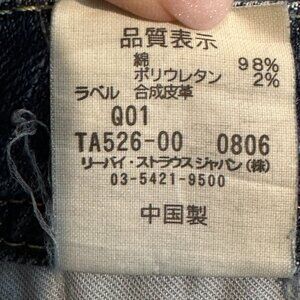 品質表示
綿 98%
ポリウレタン 2%
ラベル 合成皮革
Q01
TA526-00 0806
リーバイ・ストラウス ジャパン(株)
03-5421-9500
中国製